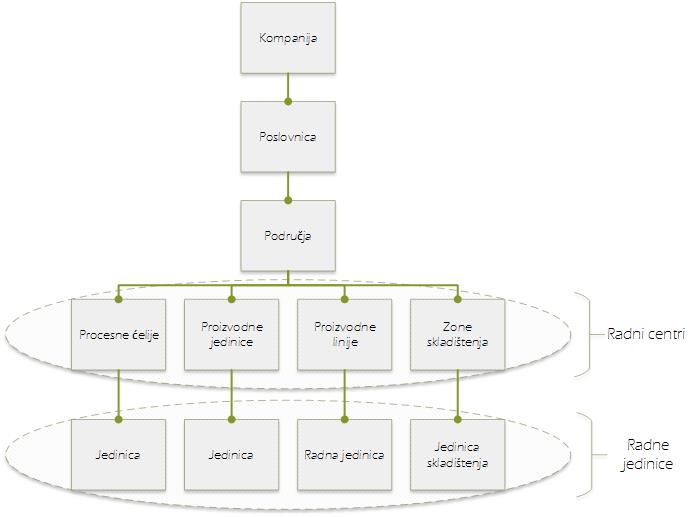 Kompanija
Poslovnica
Područja
Procesne ćelije
Proizvodne
jedinice
Proizvodne
linije
Zone
skladištenja
Radni centri
Jedinica
Jedinica
Radna jedinica
Jedinica
skladištenja
Radne
jedinice